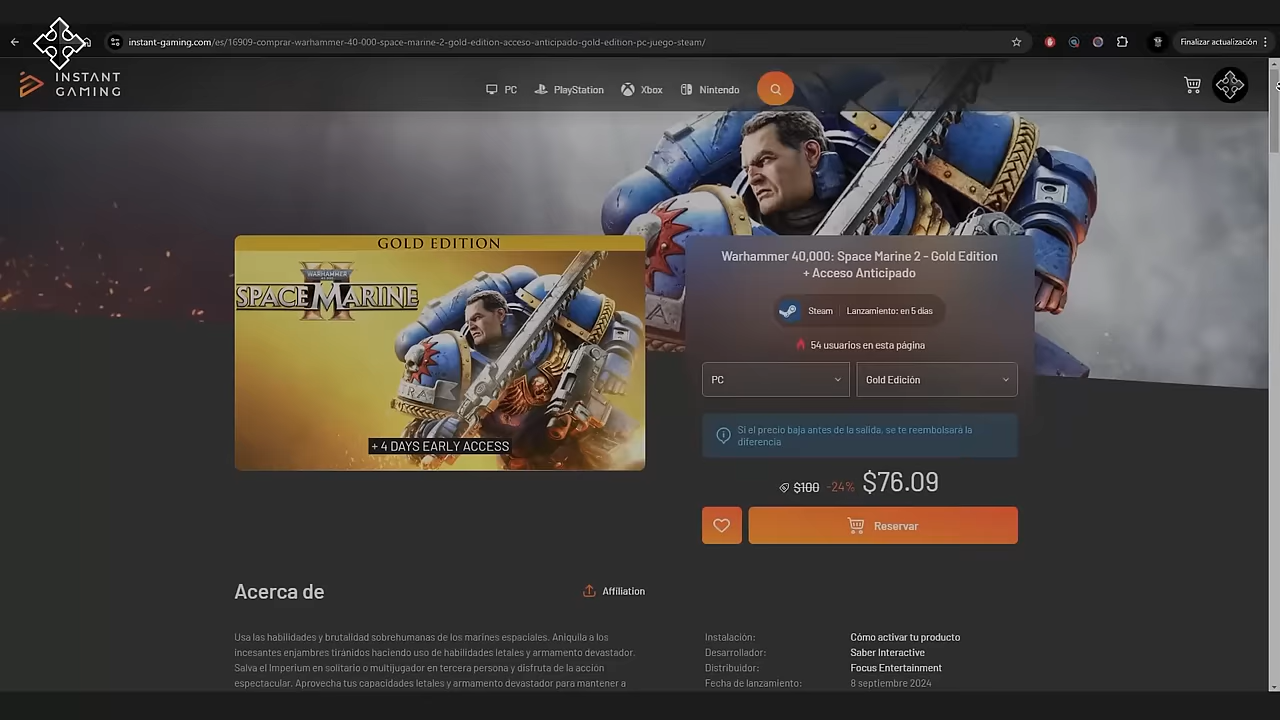 instant-gaming.com/es/16909-comprar-warhammer-40-000-space-marine-2-gold-edition-acceso-anticipado-gold-edition-pc-juego-steam/
Finalizar actualización
INSTANT
GAMING
PC
PlayStation
Xbox
Nintendo
GOLD EDITION
WARHAMMER
40,000
SPACE MARINE
+ 4 DAYS EARLY ACCESS
Warhammer 40,000: Space Marine 2 - Gold Edition
+ Acceso Anticipado
Steam
Lanzamiento: en 5 días
54 usuarios en esta página
PC
Gold Edición
Si el precio baja antes de la salida, se te reembolsará la
diferencia
$100 -24% $76.09
Reservar
Acerca de
Affiliation
Usa las habilidades y brutalidad sobrehumanas de los marines espaciales. Aniquila a los
incesantes enjambres tiránidos haciendo uso de habilidades letales y armamento devastador.
Salva el Imperium en solitario o multijugador en tercera persona y disfruta de la acción
espectacular. Aprovecha tus capacidades letales y armamento devastador para mantener a
Instalación: Cómo activar tu producto
Desarrollador: Saber Interactive
Distribuidor: Focus Entertainment
Fecha de lanzamiento: 8 septiembre 2024